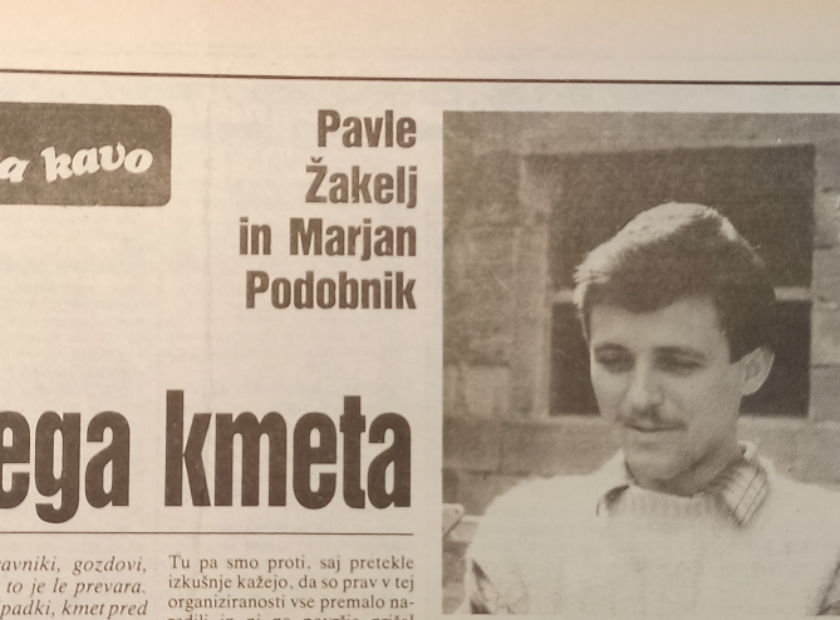 a kavo
Pavle
Žakelj
in Marjan
Podobnik
ega kmeta
ravniki, gozdovi,
to je le prevara.
padki, kmet pred
Tu pa smo proti, saj pretekle
izkušnje kažejo, da so prav v tej
organiziranosti vse premalo na-